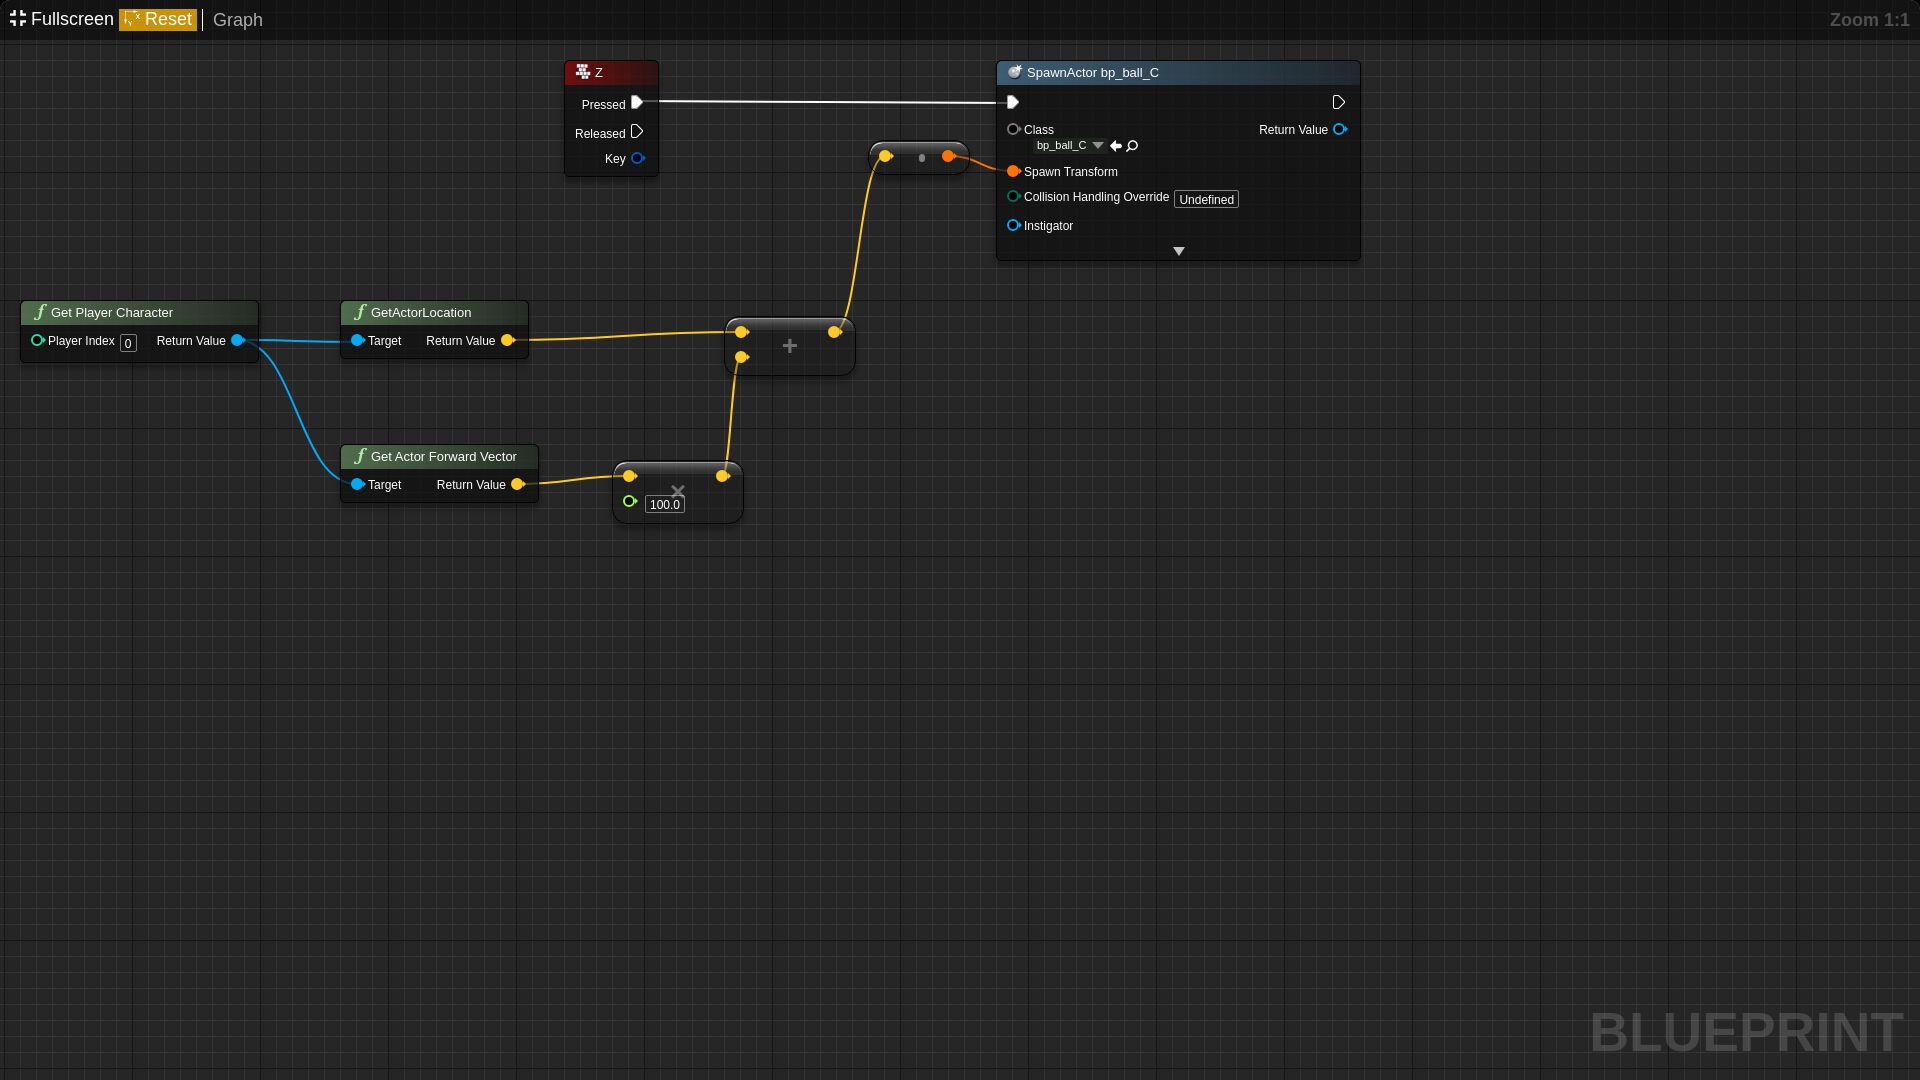 Fullscreen Reset Graph Zoom 1:1
Z
Pressed
Released
Key
SpawnActor bp_ball_C
Class Return Value
bp_ball_C
Spawn Transform
Collision Handling Override Undefined
Instigator
Get Player Character
Player Index 0 Return Value
GetActorLocation
Target Return Value
+
Get Actor Forward Vector
Target Return Value
×
100.0
BLUEPRINT